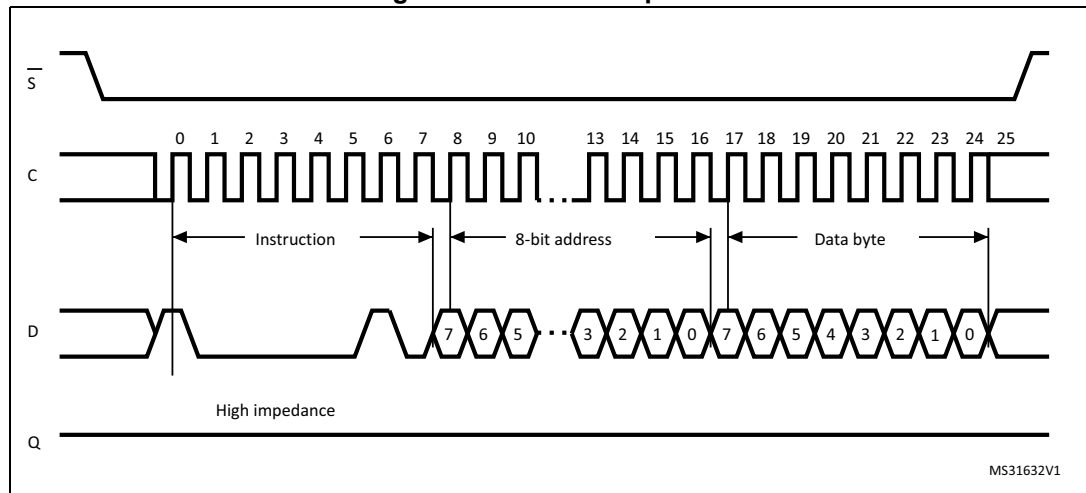 S
0 1 2 3 4 5 6 7 8 9 10 13 14 15 16 17 18 19 20 21 22 23 24 25
C
Instruction 8-bit address Data byte
D 7 6 5 3 2 1 0 7 6 5 4 3 2 1 0
High impedance
Q
MS31632V1